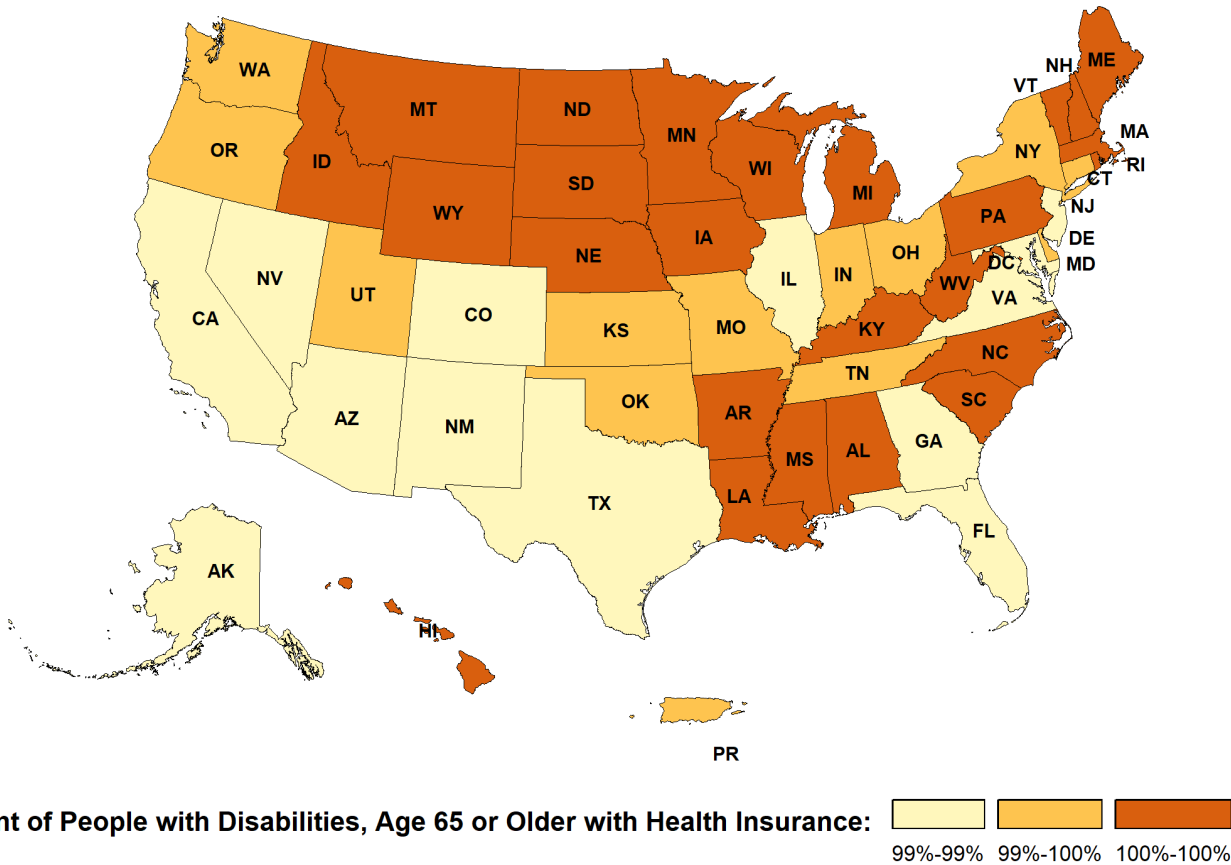 WA
MT
ND
MN
ME
NH
VT
OR
ID
SD
WI
MI
NY
MA
RI
CT
WY
IA
PA
NJ
NE
OH
DE
NV
UT
CO
IL
IN
WV
DC
MD
VA
CA
KS
MO
KY
NC
TN
AZ
NM
OK
AR
SC
MS
AL
GA
LA
TX
FL
AK
HI
PR
nt of People with Disabilities, Age 65 or Older with Health Insurance:
99%-99% 99%-100% 100%-100%